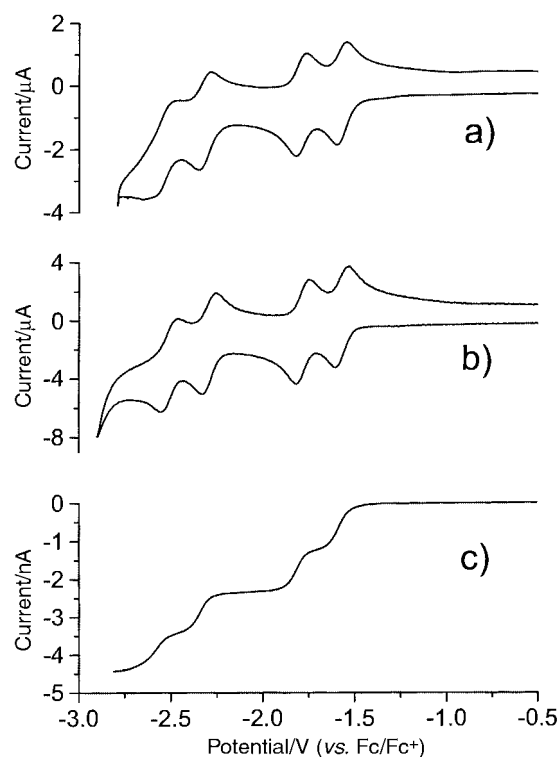 2
0
-2
-4
Current/μA
a)
4
0
-4
-8
Current/μA
b)
0
-1
-2
-3
-4
-5
Current/nA
c)
-3.0 -2.5 -2.0 -1.5 -1.0 -0.5
Potential/V (vs. Fc/Fc+)